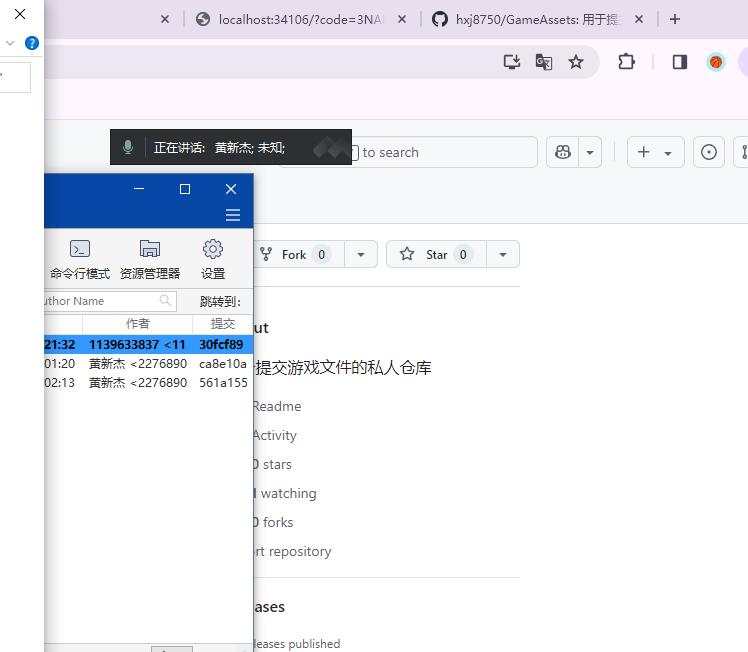 localhost:34106/?code=3NA
hxj8750/GameAssets: 用于提
正在讲话: 黄新杰; 未知;
to search
命令行模式 资源管理器 设置
Fork 0
Star 0
uthor Name
跳转到:
作者 提交
21:32 1139633837 <11 30fcf89
01:20 黄新杰 <2276890 ca8e10a
02:13 黄新杰 <2276890 561a155
ut
提交游戏文件的私人仓库
Readme
Activity
0 stars
watching
0 forks
rt repository
ases
leases published